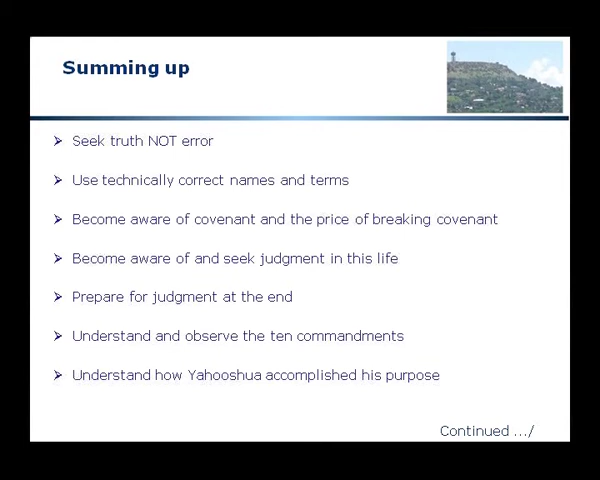 Summing up
Seek truth NOT error
Use technically correct names and terms
Become aware of covenant and the price of breaking covenant
Become aware of and seek judgment in this life
Prepare for judgment at the end
Understand and observe the ten commandments
Understand how Yahooshua accomplished his purpose
Continued .../